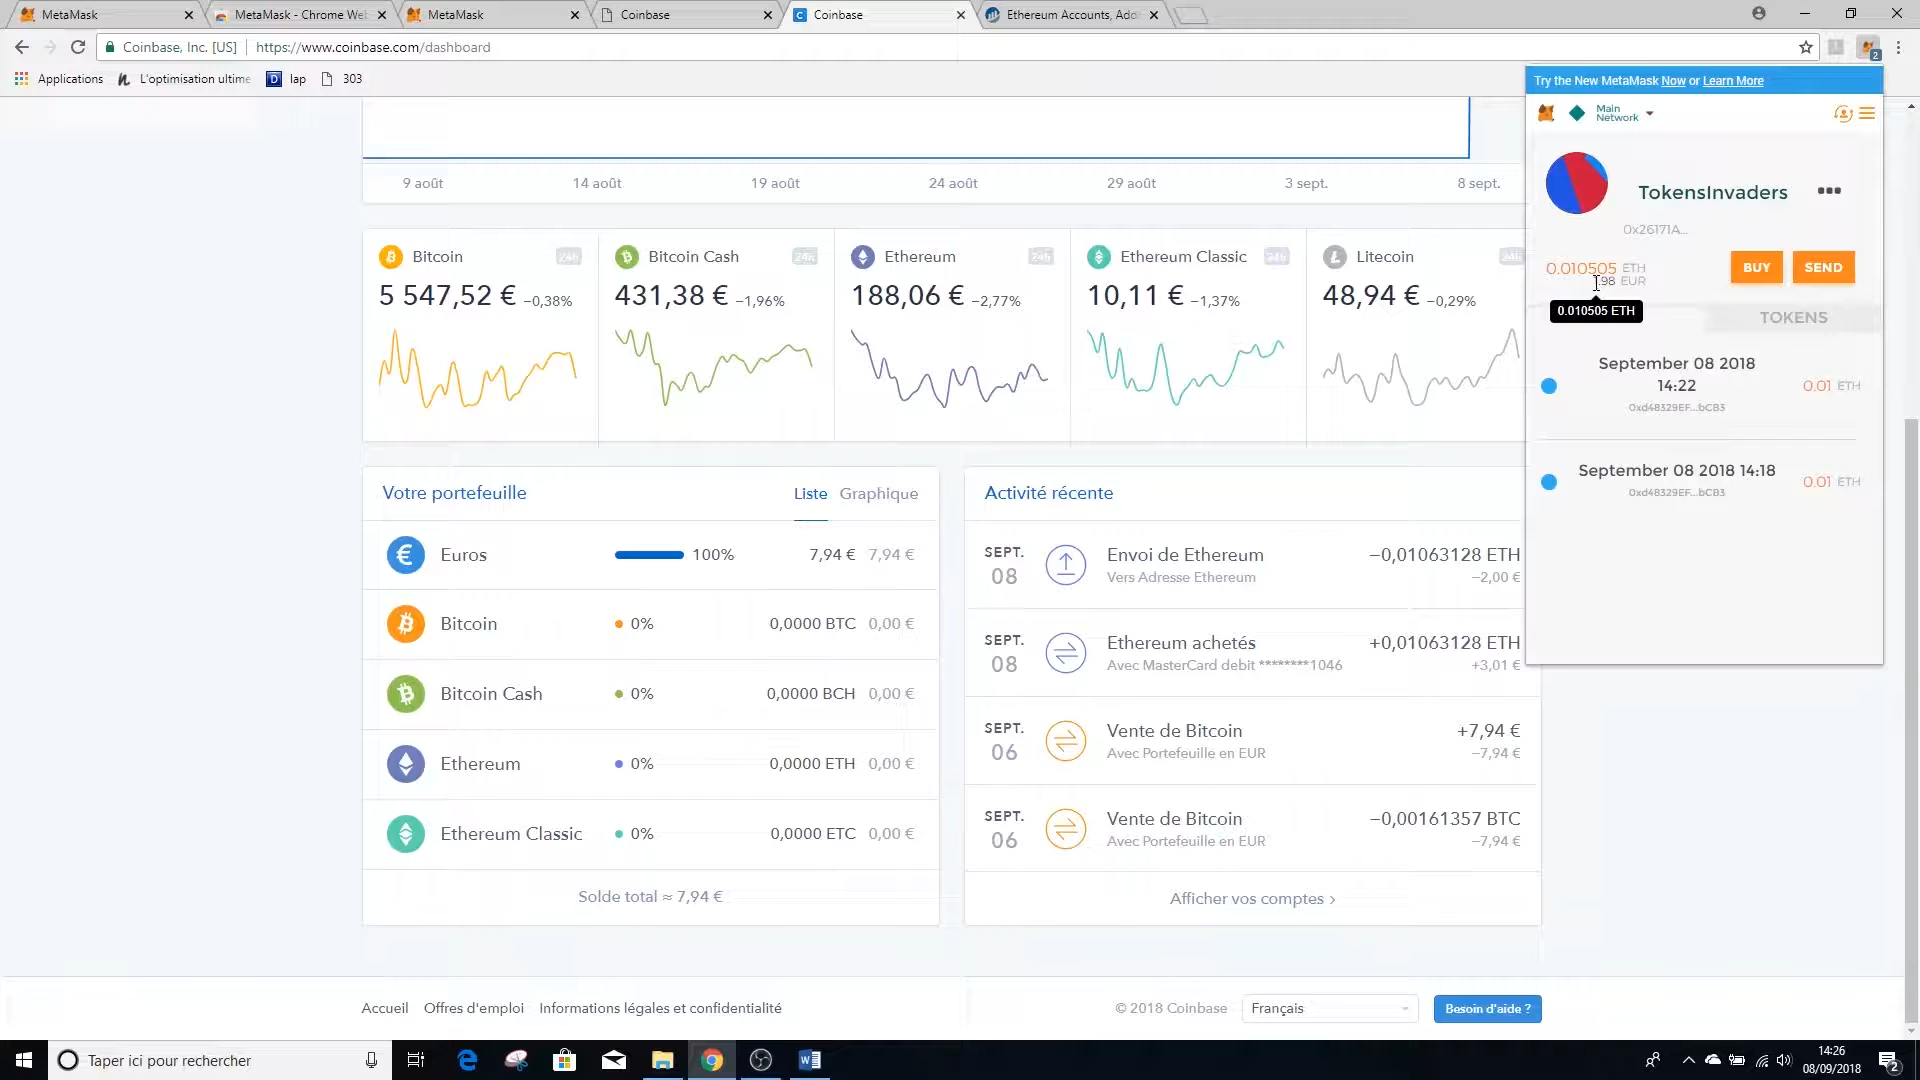 MetaMask
MetaMask - Chrome Web
MetaMask
Coinbase
Coinbase
Ethereum Accounts, Add
Coinbase, Inc. [US]
https://www.coinbase.com/dashboard
2
Applications
L'optimisation ultime
lap
303
9 août
14 août
19 août
24 août
29 août
3 sept.
8 sept.
Bitcoin
24h
5 547,52 € −0,38%
Bitcoin Cash
24h
431,38 € −1,96%
Ethereum
24h
188,06 € −2,77%
Ethereum Classic
24h
10,11 € −1,37%
Litecoin
48,94 € −0,29%
Votre portefeuille
Liste
Graphique
Euros
100%
7,94 €
7,94 €
Bitcoin
0%
0,0000 BTC
0,00 €
Bitcoin Cash
0%
0,0000 BCH
0,00 €
Ethereum
0%
0,0000 ETH
0,00 €
Ethereum Classic
0%
0,0000 ETC
0,00 €
Solde total ≈ 7,94 €
Activité récente
SEPT.
08
Envoi de Ethereum
Vers Adresse Ethereum
−0,01063128 ETH
−2,00 €
SEPT.
08
Ethereum achetés
Avec MasterCard debit ********1046
+0,01063128 ETH
+3,01 €
SEPT.
06
Vente de Bitcoin
Avec Portefeuille en EUR
+7,94 €
−7,94 €
SEPT.
06
Vente de Bitcoin
Avec Portefeuille en EUR
−0,00161357 BTC
−7,94 €
Afficher vos comptes ›
Try the New MetaMask Now or Learn More
Main
Network
TokensInvaders
0x26171A...
0.010505 ETH
.98 EUR
BUY
SEND
0.010505 ETH
TOKENS
September 08 2018
14:22
0xd48329EF...bCB3
0.01 ETH
September 08 2018 14:18
0xd48329EF...bCB3
0.01 ETH
Accueil
Offres d'emploi
Informations légales et confidentialité
© 2018 Coinbase
Français
Besoin d'aide ?
Taper ici pour rechercher
14:26
08/09/2018
2